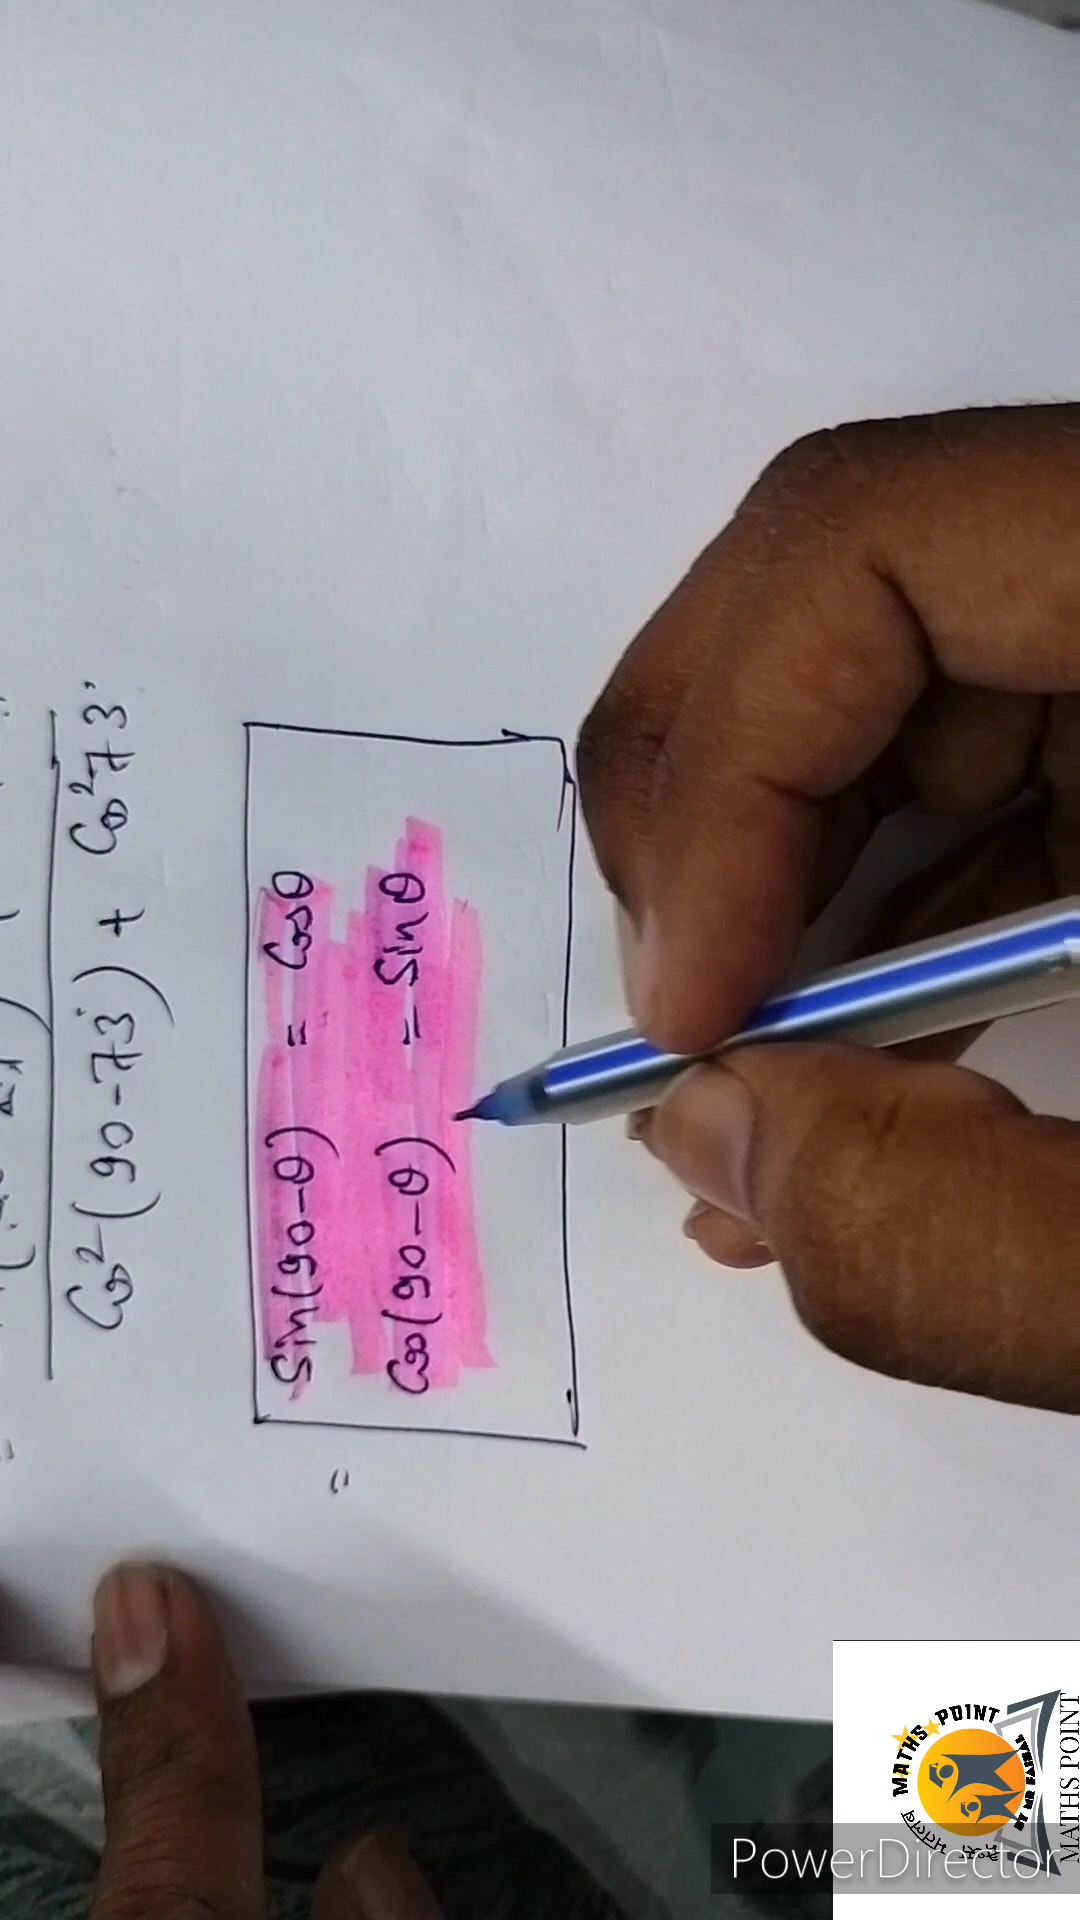 Cos²(90-73°) + Cos²73°
Sin(90-θ) = Cosθ
Cos(90-θ) = Sinθ
=
MATHS POINT
MATHS POINT
PowerDirector